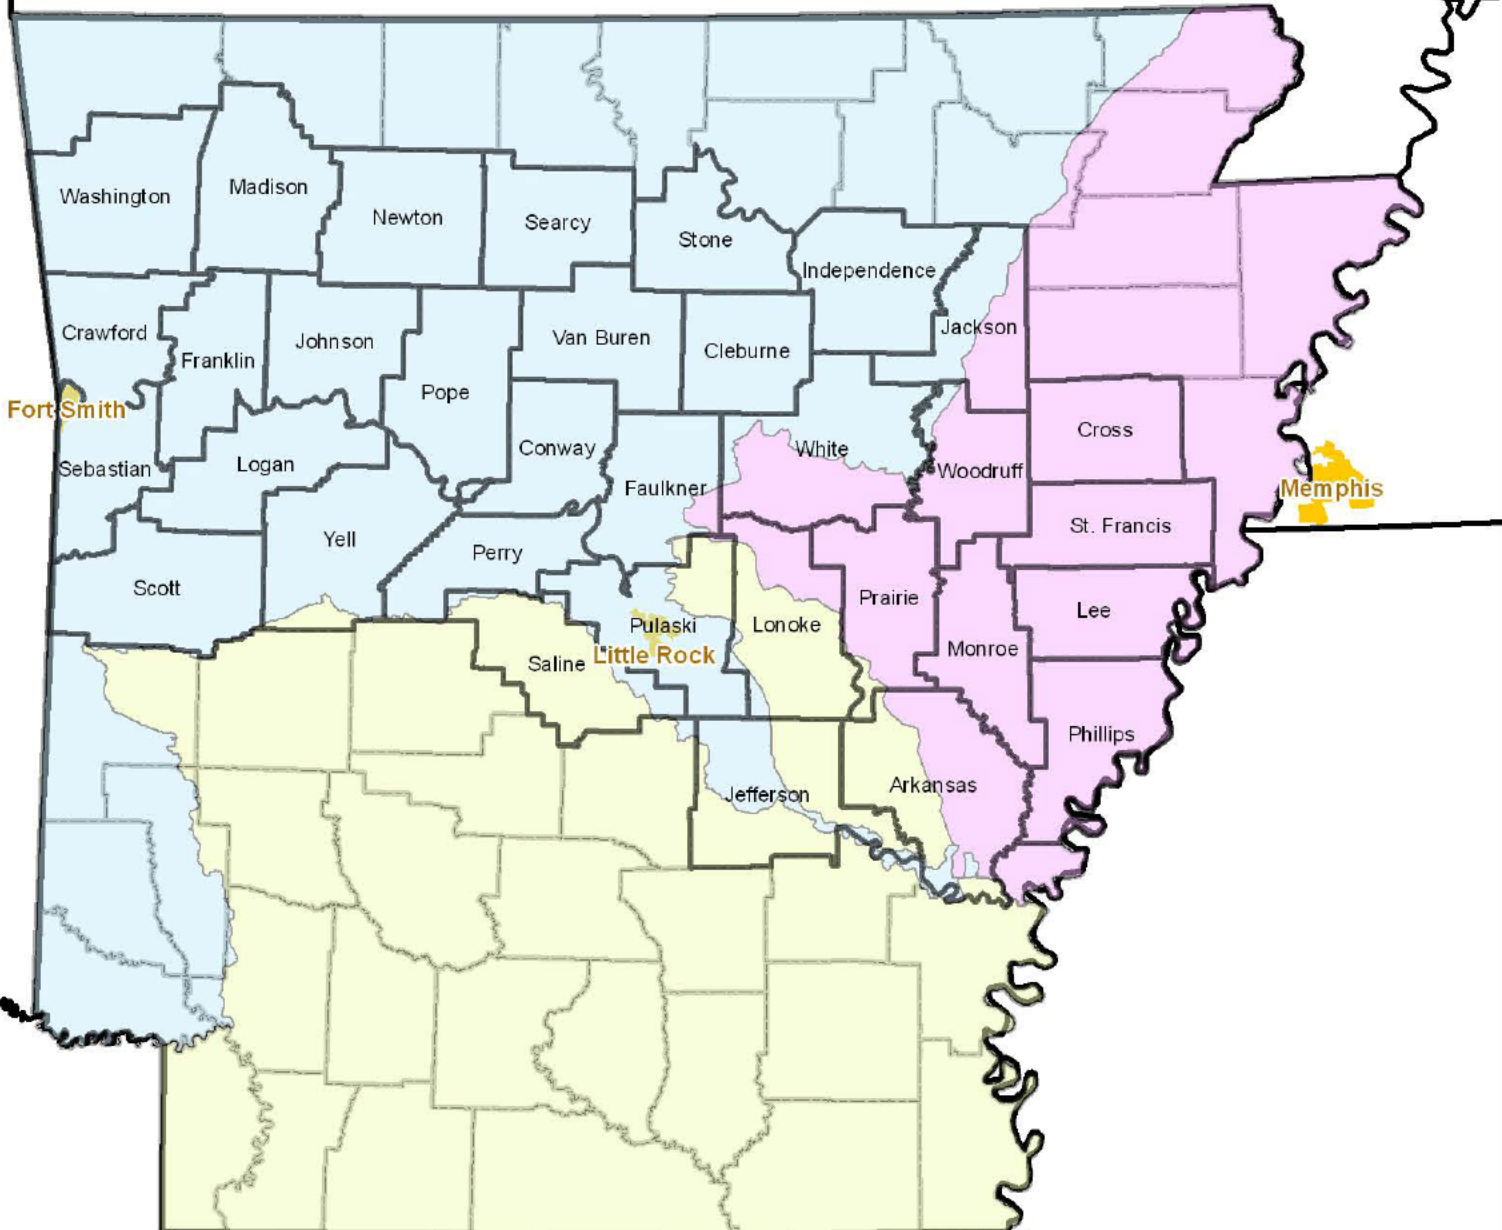 Washington
Madison
Newton
Searcy
Stone
Independence
Crawford
Franklin
Johnson
Pope
Van Buren
Cleburne
Jackson
Fort Smith
Sebastian
Logan
Conway
Faulkner
White
Woodruff
Cross
Memphis
Scott
Yell
Perry
St. Francis
Pulaski
Little Rock
Saline
Lonoke
Prairie
Monroe
Lee
Phillips
Jefferson
Arkansas